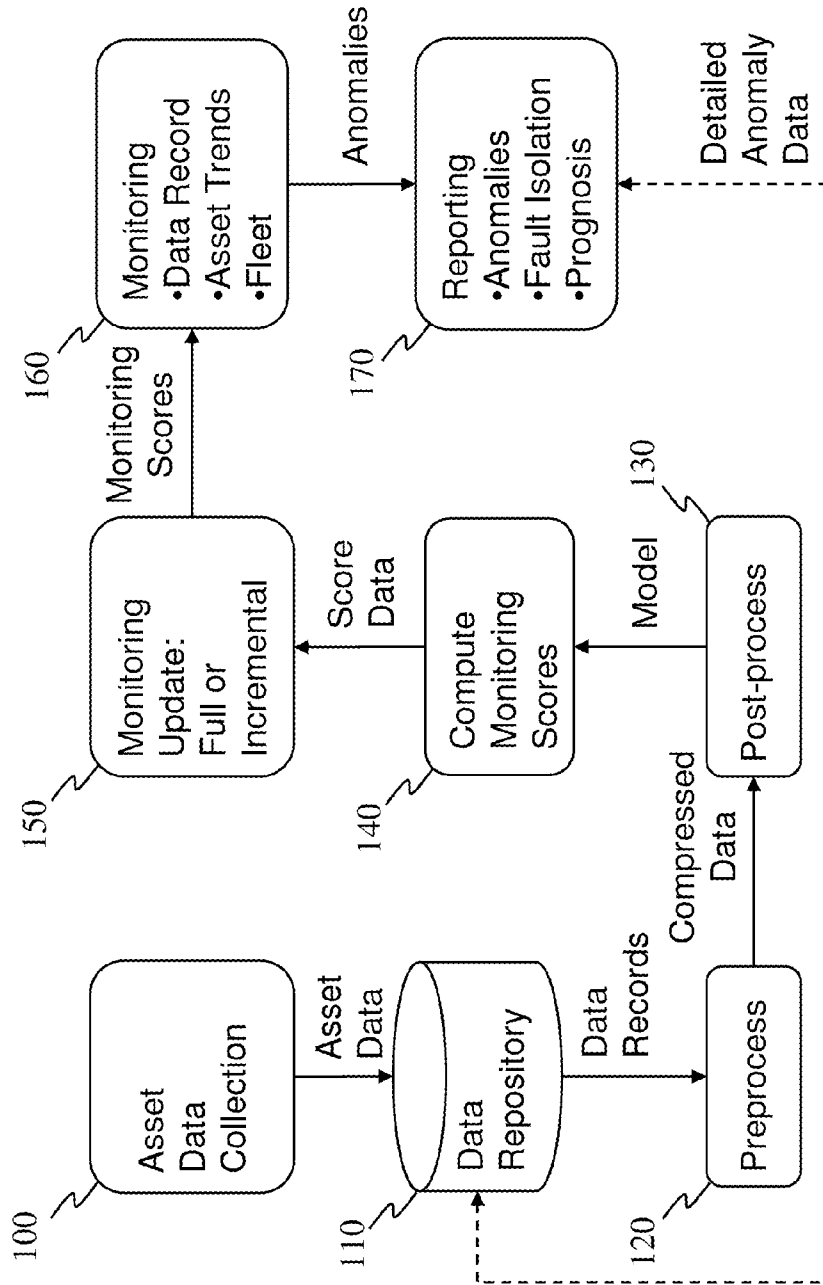 100
Asset
Data
Collection
Asset
Data
110
Data
Repository
Data
Records
120
Preprocess
Compressed
Data
130
Post-process
Model
140
Compute
Monitoring
Scores
Score
Data
150
Monitoring
Update:
Full or
Incremental
Monitoring
Scores
160
Monitoring
•Data Record
•Asset Trends
•Fleet
Anomalies
170
Reporting
•Anomalies
•Fault Isolation
•Prognosis
Detailed
Anomaly
Data